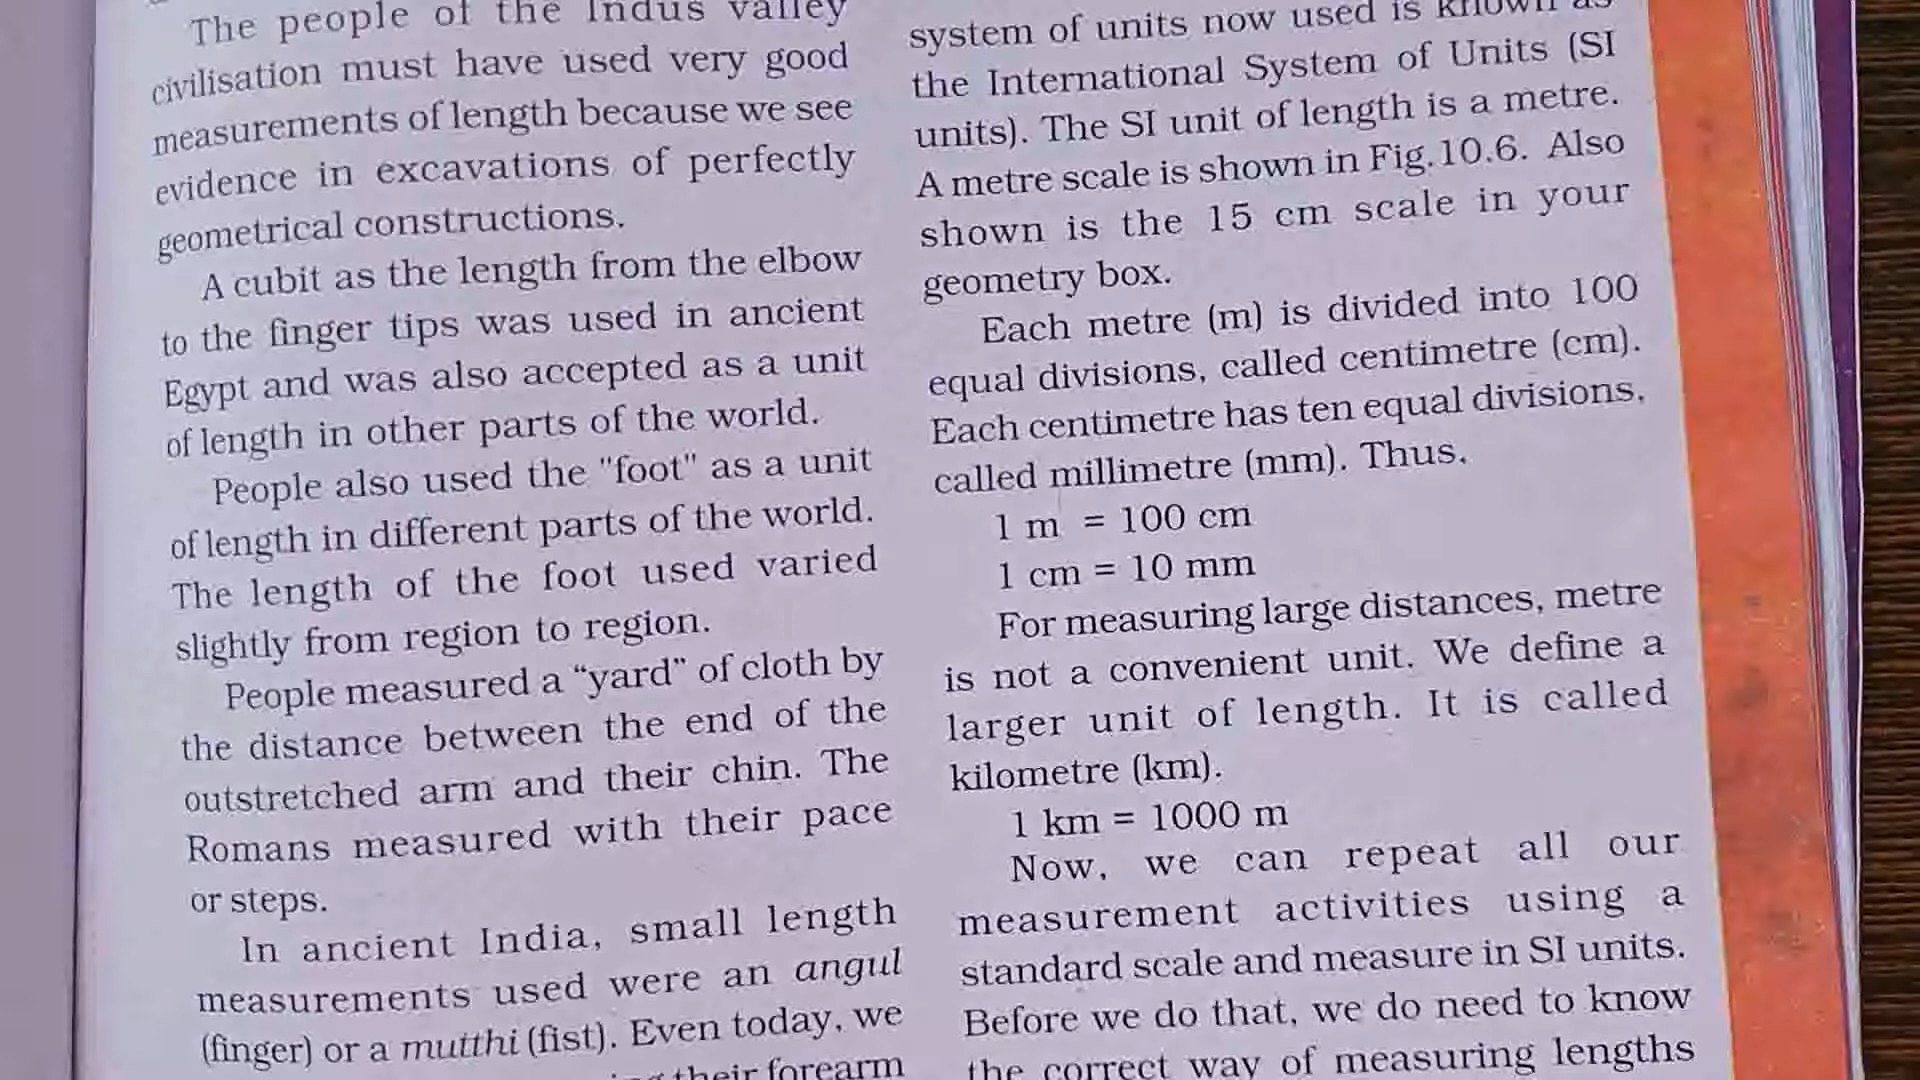 The people of the Indus valley
civilisation must have used very good
measurements of length because we see
evidence in excavations of perfectly
geometrical constructions.
A cubit as the length from the elbow
to the finger tips was used in ancient
Egypt and was also accepted as a unit
of length in other parts of the world.
People also used the "foot" as a unit
of length in different parts of the world.
The length of the foot used varied
slightly from region to region.
People measured a “yard” of cloth by
the distance between the end of the
outstretched arm and their chin. The
Romans measured with their pace
or steps.
In ancient India, small length
measurements used were an angul
(finger) or a mutthi (fist). Even today, we
their forearm
system of units now used is known as
the International System of Units (SI
units). The SI unit of length is a metre.
A metre scale is shown in Fig.10.6. Also
shown is the 15 cm scale in your
geometry box.
Each metre (m) is divided into 100
equal divisions, called centimetre (cm).
Each centimetre has ten equal divisions,
called millimetre (mm). Thus,
1 m = 100 cm
1 cm = 10 mm
For measuring large distances, metre
is not a convenient unit. We define a
larger unit of length. It is called
kilometre (km).
1 km = 1000 m
Now, we can repeat all our
measurement activities using a
standard scale and measure in SI units.
Before we do that, we do need to know
the correct way of measuring lengths